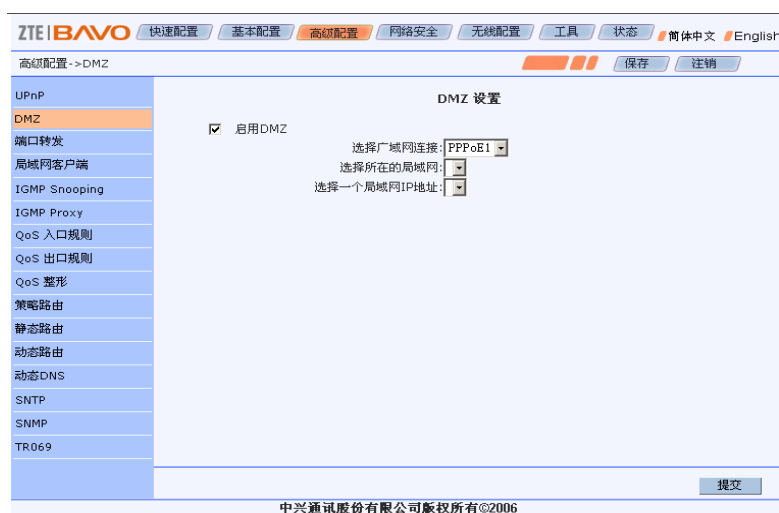 ZTE BAVO 快速配置 基本配置 高级配置 网络安全 无线配置 工具 状态 简体中文 English
高级配置->DMZ 保存 注销
UPnP
DMZ
端口转发
局域网客户端
IGMP Snooping
IGMP Proxy
QoS 入口规则
QoS 出口规则
QoS 整形
策略路由
静态路由
动态路由
动态DNS
SNTP
SNMP
TR069
DMZ 设置
启用DMZ
选择广域网连接: PPPoE1
选择所在的局域网:
选择一个局域网IP地址:
提交
中兴通讯股份有限公司版权所有©2006